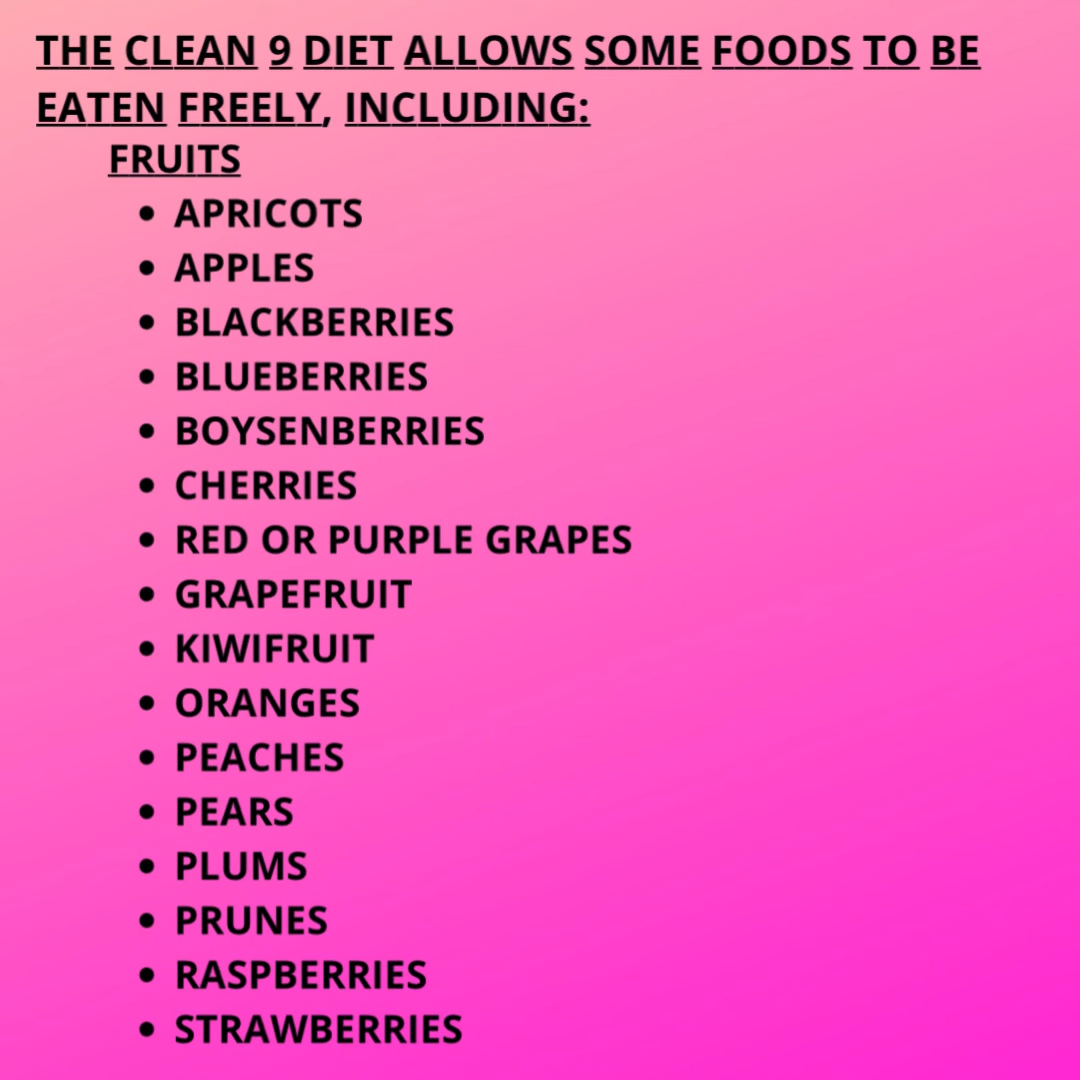 THE CLEAN 9 DIET ALLOWS SOME FOODS TO BE
EATEN FREELY, INCLUDING:
FRUITS
• APRICOTS
• APPLES
• BLACKBERRIES
• BLUEBERRIES
• BOYSENBERRIES
• CHERRIES
• RED OR PURPLE GRAPES
• GRAPEFRUIT
• KIWIFRUIT
• ORANGES
• PEACHES
• PEARS
• PLUMS
• PRUNES
• RASPBERRIES
• STRAWBERRIES